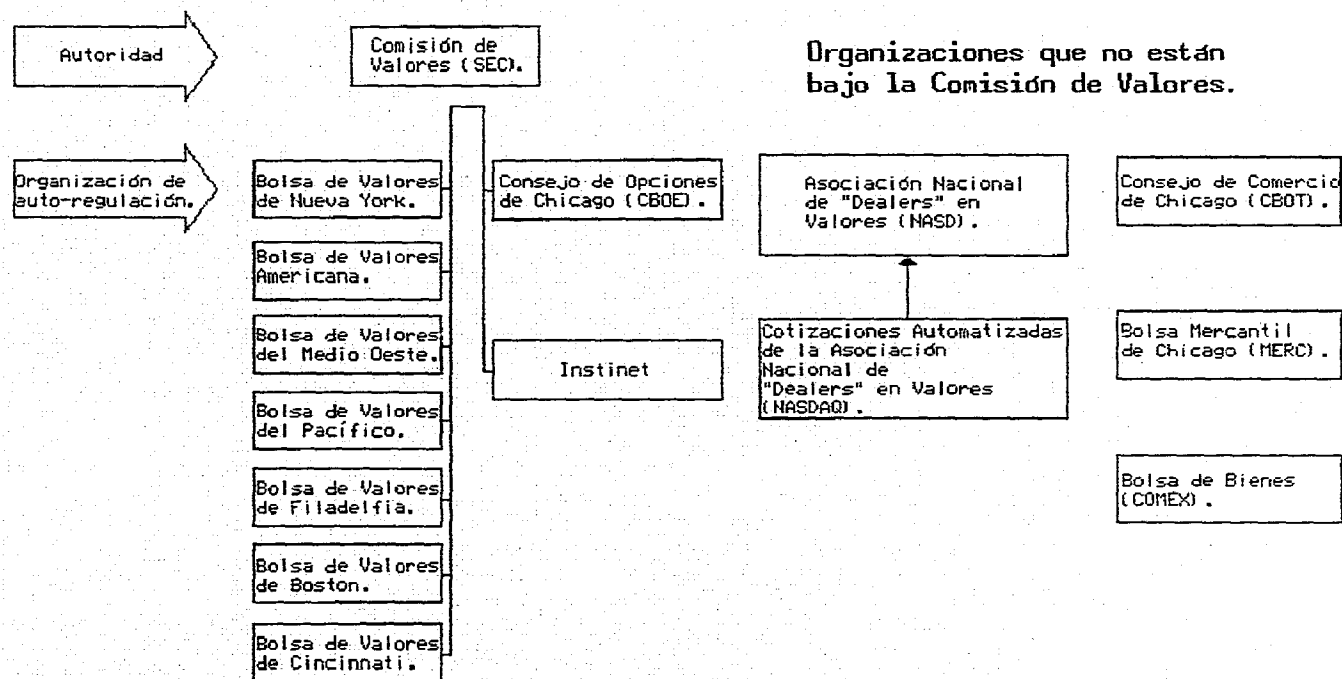 Autoridad
Comisión de
Valores (SEC).
Organizaciones que no están
bajo la Comisión de Valores.
Organización de
auto-regulación.
Bolsa de Valores
de Nueva York.
Consejo de Opciones
de Chicago (CBOE).
Asociación Nacional
de "Dealers" en
Valores (NASD).
Consejo de Comercio
de Chicago (CBOT).
Bolsa de Valores
Americana.
Bolsa de Valores
del Medio Oeste.
Instinet
Cotizaciones Automatizadas
de la Asociación
Nacional de
"Dealers" en Valores
(NASDAQ).
Bolsa Mercantil
de Chicago (MERC).
Bolsa de Valores
del Pacífico.
Bolsa de Valores
de Filadelfia.
Bolsa de Bienes
(COMEX).
Bolsa de Valores
de Boston.
Bolsa de Valores
de Cincinnati.